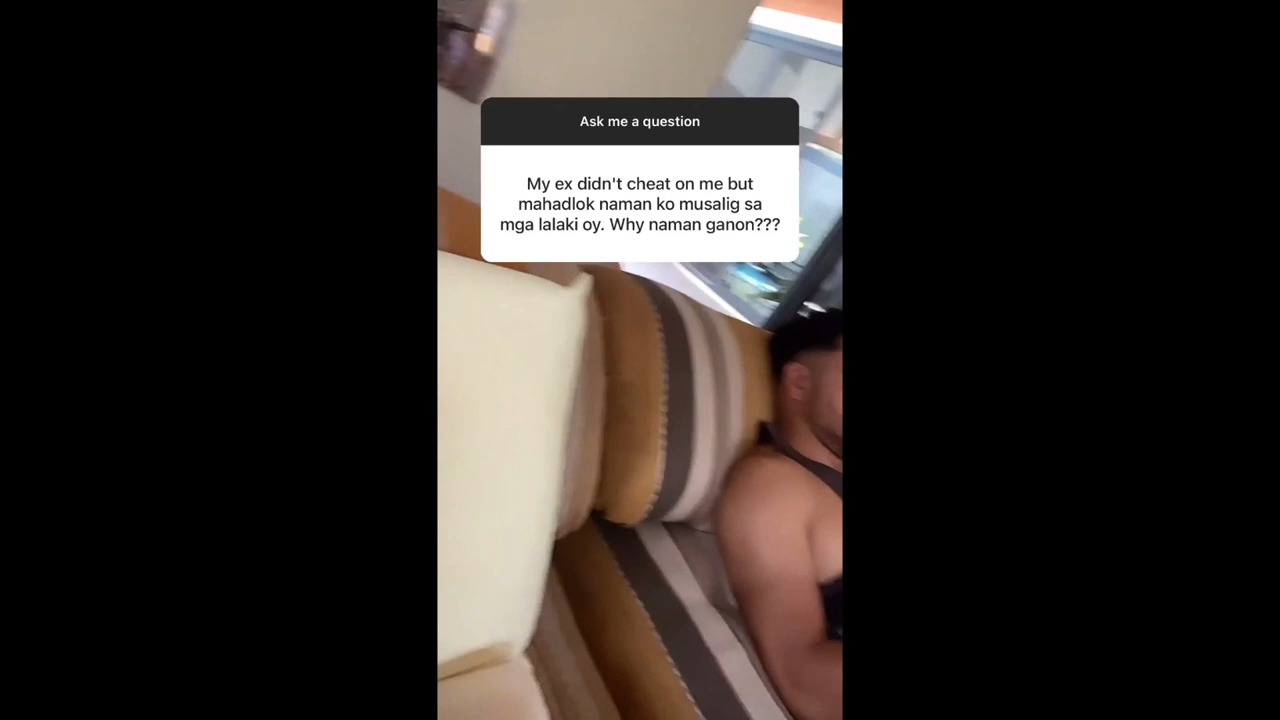 Ask me a question
My ex didn't cheat on me but
mahadlok naman ko musalig sa
mga lalaki oy. Why naman ganon???